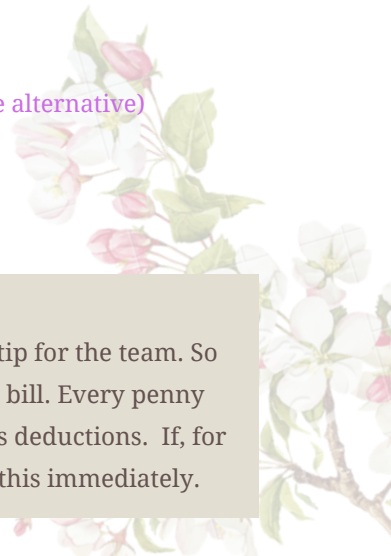 alternative)
tip for the team. So
bill. Every penny
deductions.  If, for
this immediately.